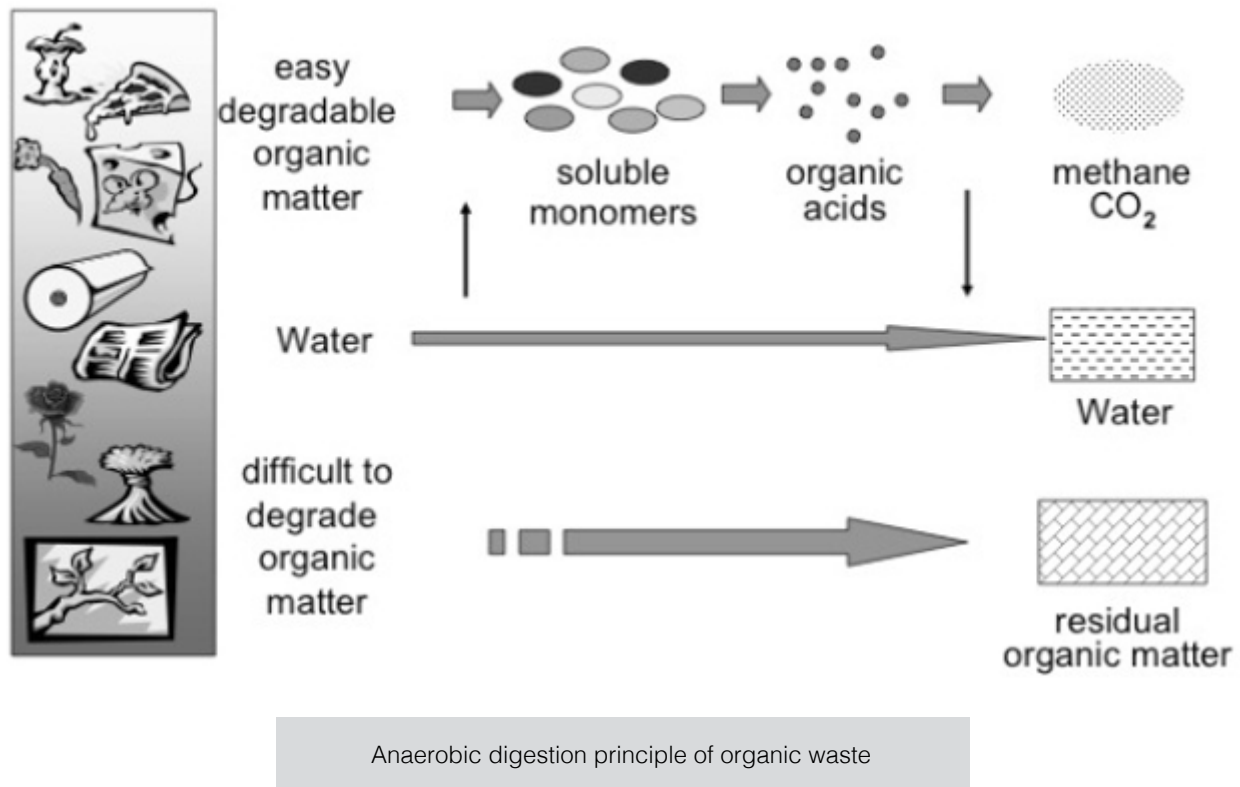 easy
degradable
organic
matter
soluble
monomers
organic
acids
methane
CO₂
Water
Water
difficult to
degrade
organic
matter
residual
organic matter
Anaerobic digestion principle of organic waste